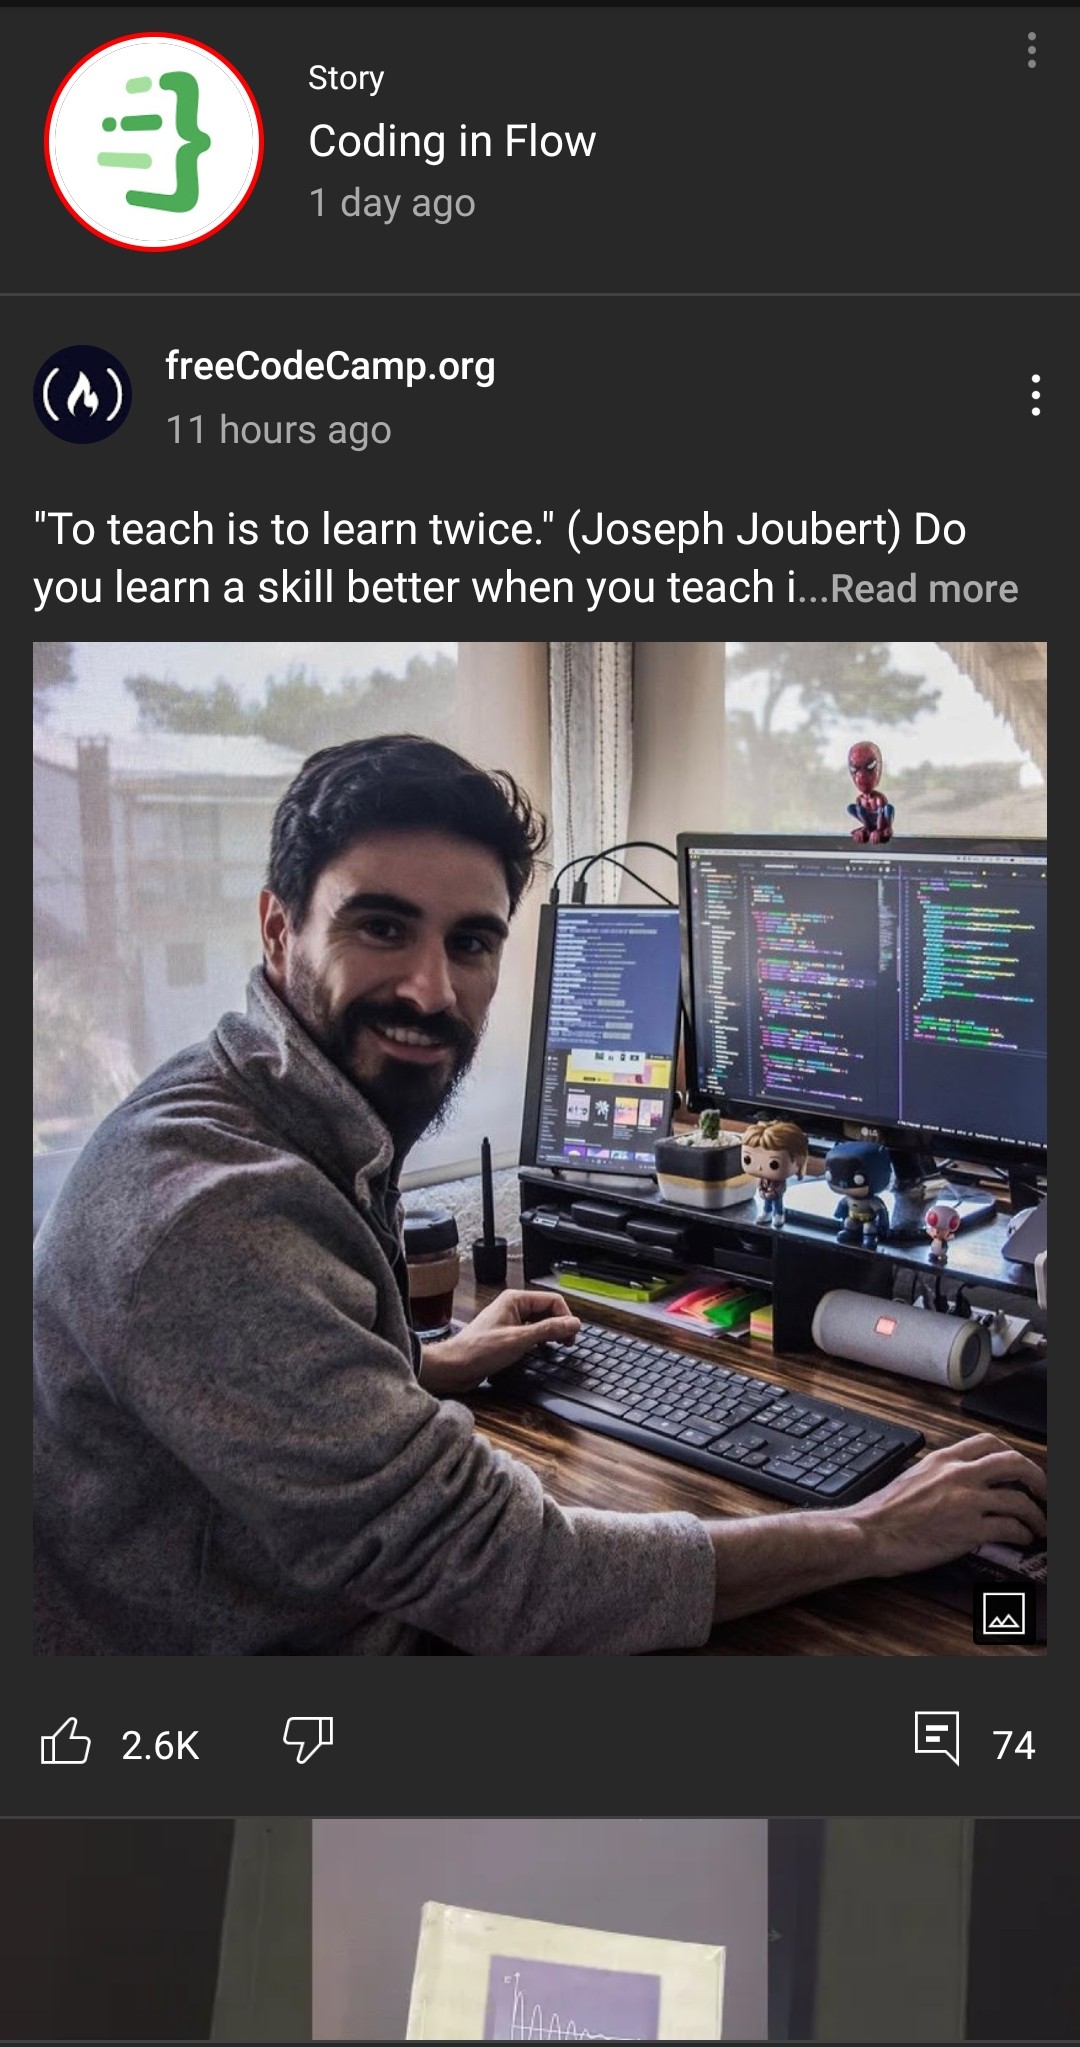 Story
Coding in Flow
1 day ago
freeCodeCamp.org
11 hours ago
"To teach is to learn twice." (Joseph Joubert) Do
you learn a skill better when you teach i...Read more
LG
2.6K
74